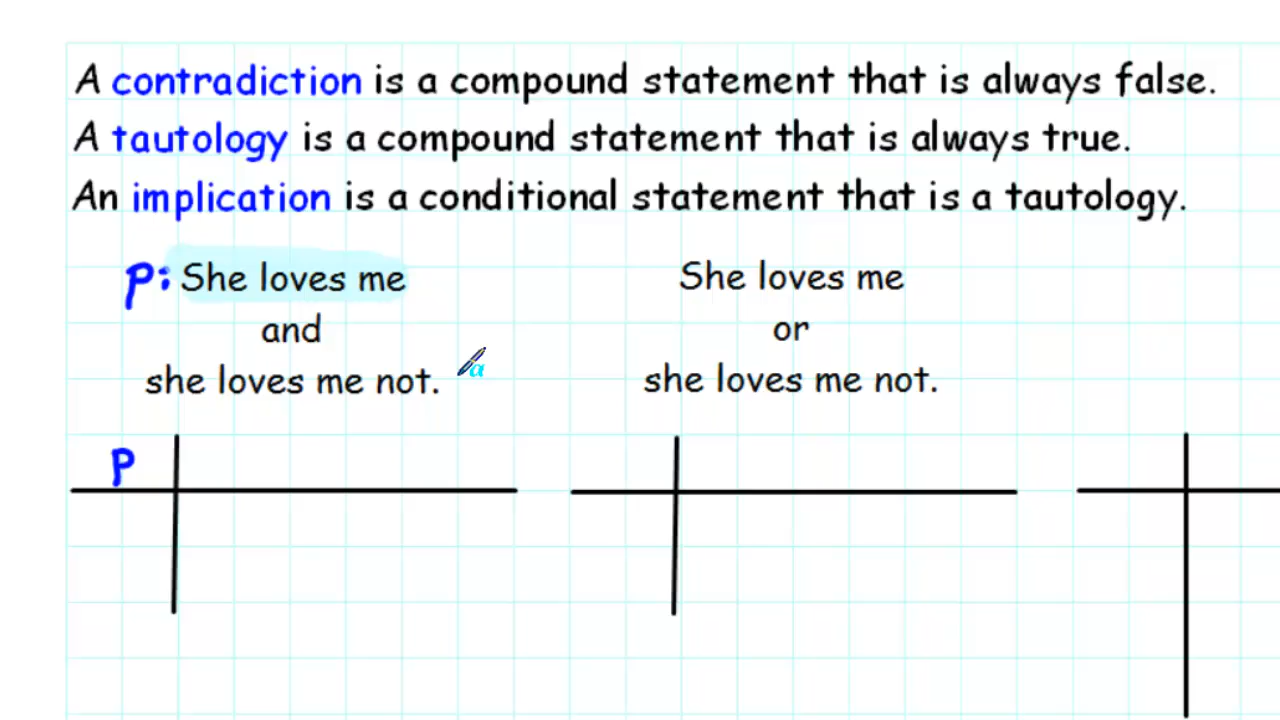 A contradiction is a compound statement that is always false.
A tautology is a compound statement that is always true.
An implication is a conditional statement that is a tautology.
p: She loves me
and
she loves me not.
She loves me
or
she loves me not.
P